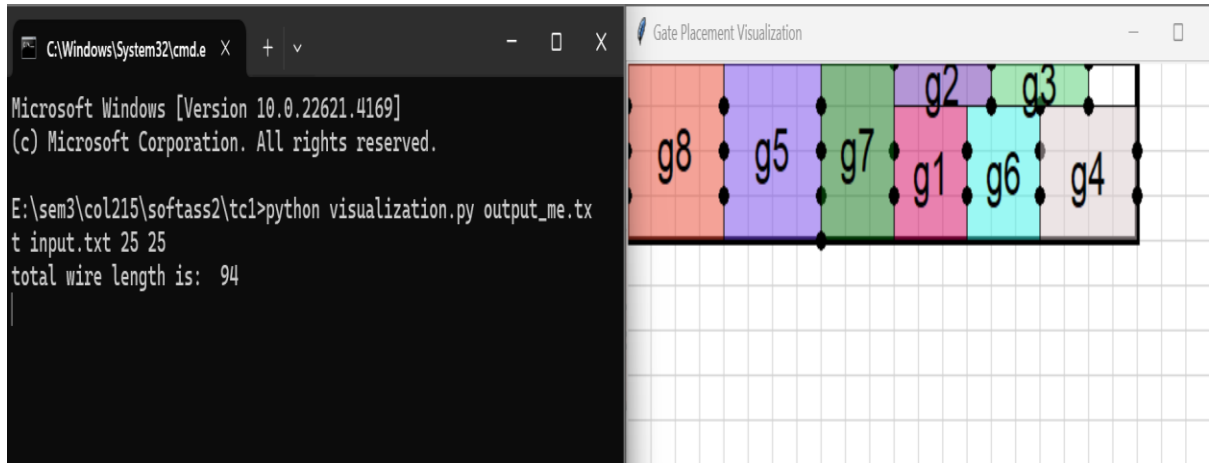 C:\Windows\System32\cmd.e
Microsoft Windows [Version 10.0.22621.4169]
(c) Microsoft Corporation. All rights reserved.
E:\sem3\col215\softass2\tc1>python visualization.py output_me.tx
t input.txt 25 25
total wire length is:  94
Gate Placement Visualization
g2 g3
g8 g5 g7 g1 g6 g4